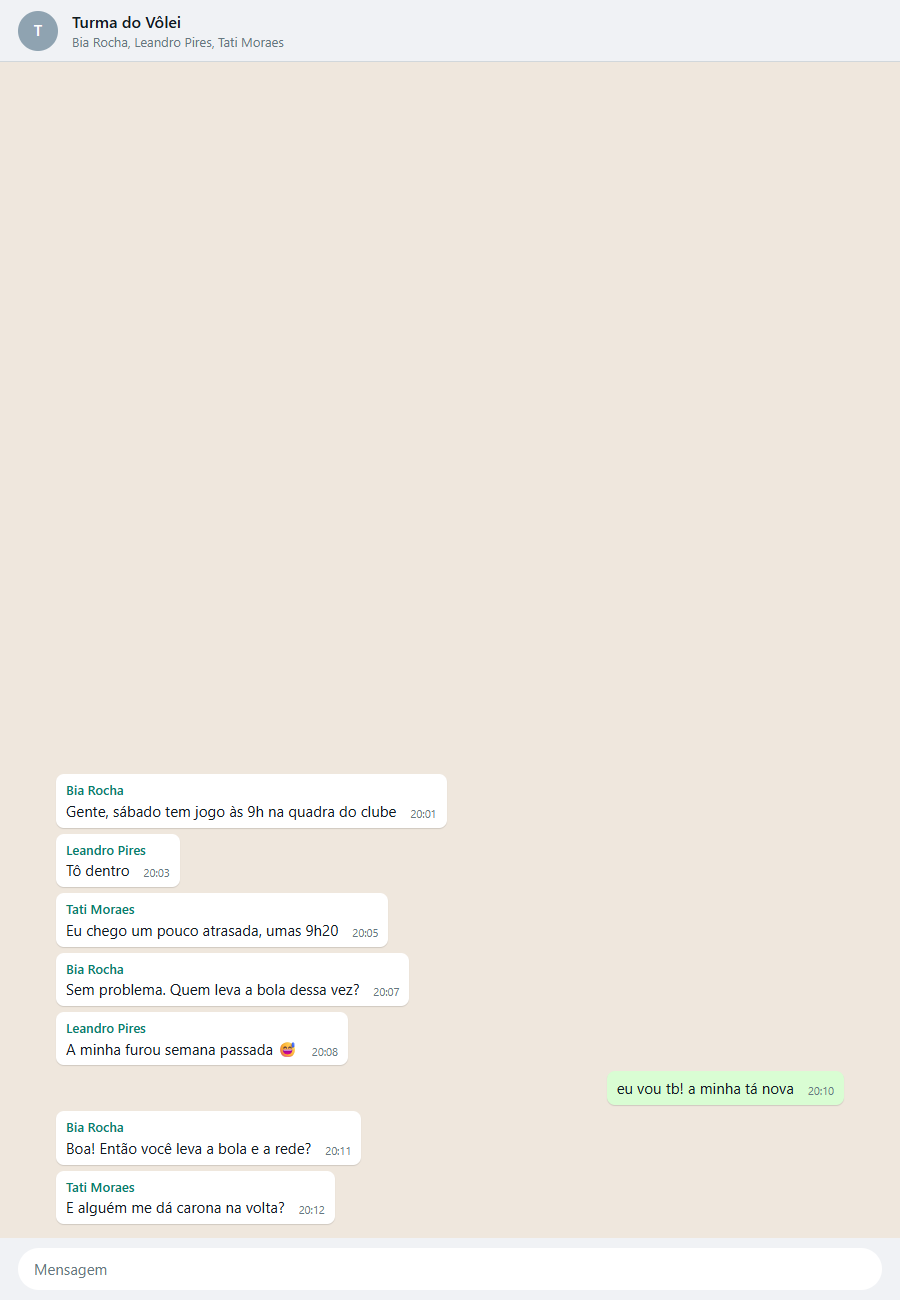 T
Turma do Vôlei
Bia Rocha, Leandro Pires, Tati Moraes
Bia Rocha
Gente, sábado tem jogo às 9h na quadra do clube 20:01
Leandro Pires
Tô dentro 20:03
Tati Moraes
Eu chego um pouco atrasada, umas 9h20 20:05
Bia Rocha
Sem problema. Quem leva a bola dessa vez? 20:07
Leandro Pires
A minha furou semana passada 😅 20:08
eu vou tb! a minha tá nova 20:10
Bia Rocha
Boa! Então você leva a bola e a rede? 20:11
Tati Moraes
E alguém me dá carona na volta? 20:12
Mensagem